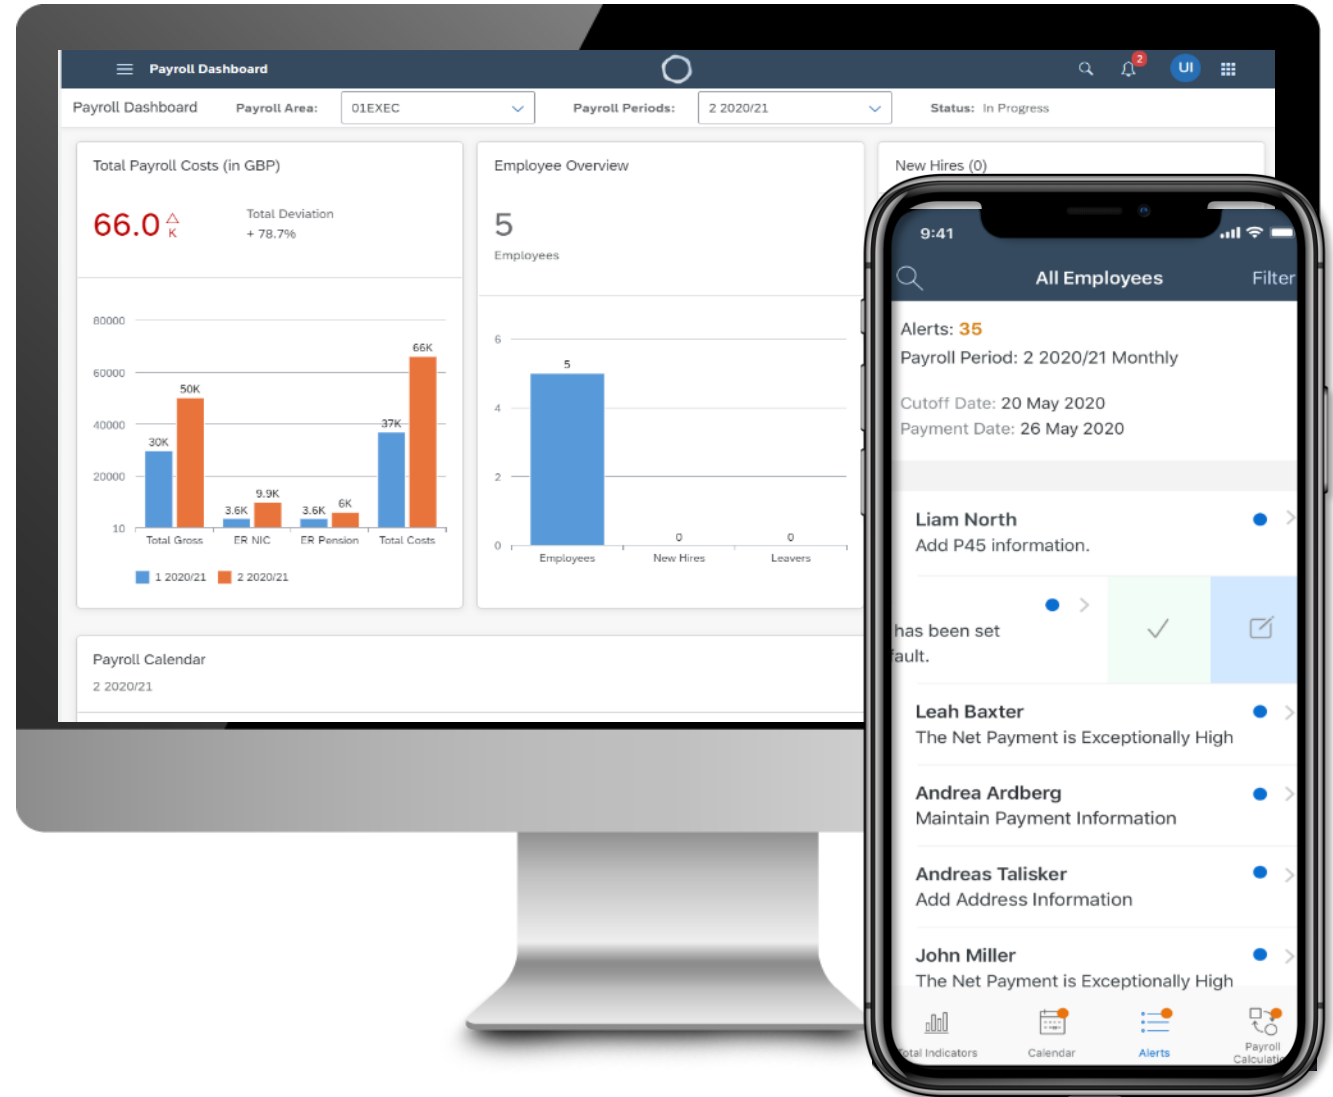 Payroll Dashboard
2
UI
Payroll Dashboard Payroll Area: 01EXEC Payroll Periods: 2 2020/21 Status: In Progress
Total Payroll Costs (in GBP)
66.0 K
Total Deviation
+ 78.7%
80000
60000
40000
20000
10
30K
50K
3.6K
9.9K
3.6K
6K
37K
66K
Total Gross ER NIC ER Pension Total Costs
1 2020/21 2 2020/21
Employee Overview
5
Employees
6
4
2
0
5
0
0
Employees New Hires Leavers
New Hires (0)
Payroll Calendar
2 2020/21
9:41
All Employees Filter
Alerts: 35
Payroll Period: 2 2020/21 Monthly
Cutoff Date: 20 May 2020
Payment Date: 26 May 2020
Liam North
Add P45 information.
has been set
fault.
Leah Baxter
The Net Payment is Exceptionally High
Andrea Ardberg
Maintain Payment Information
Andreas Talisker
Add Address Information
John Miller
The Net Payment is Exceptionally High
Total Indicators
Calendar
Alerts
Payroll
Calculatio